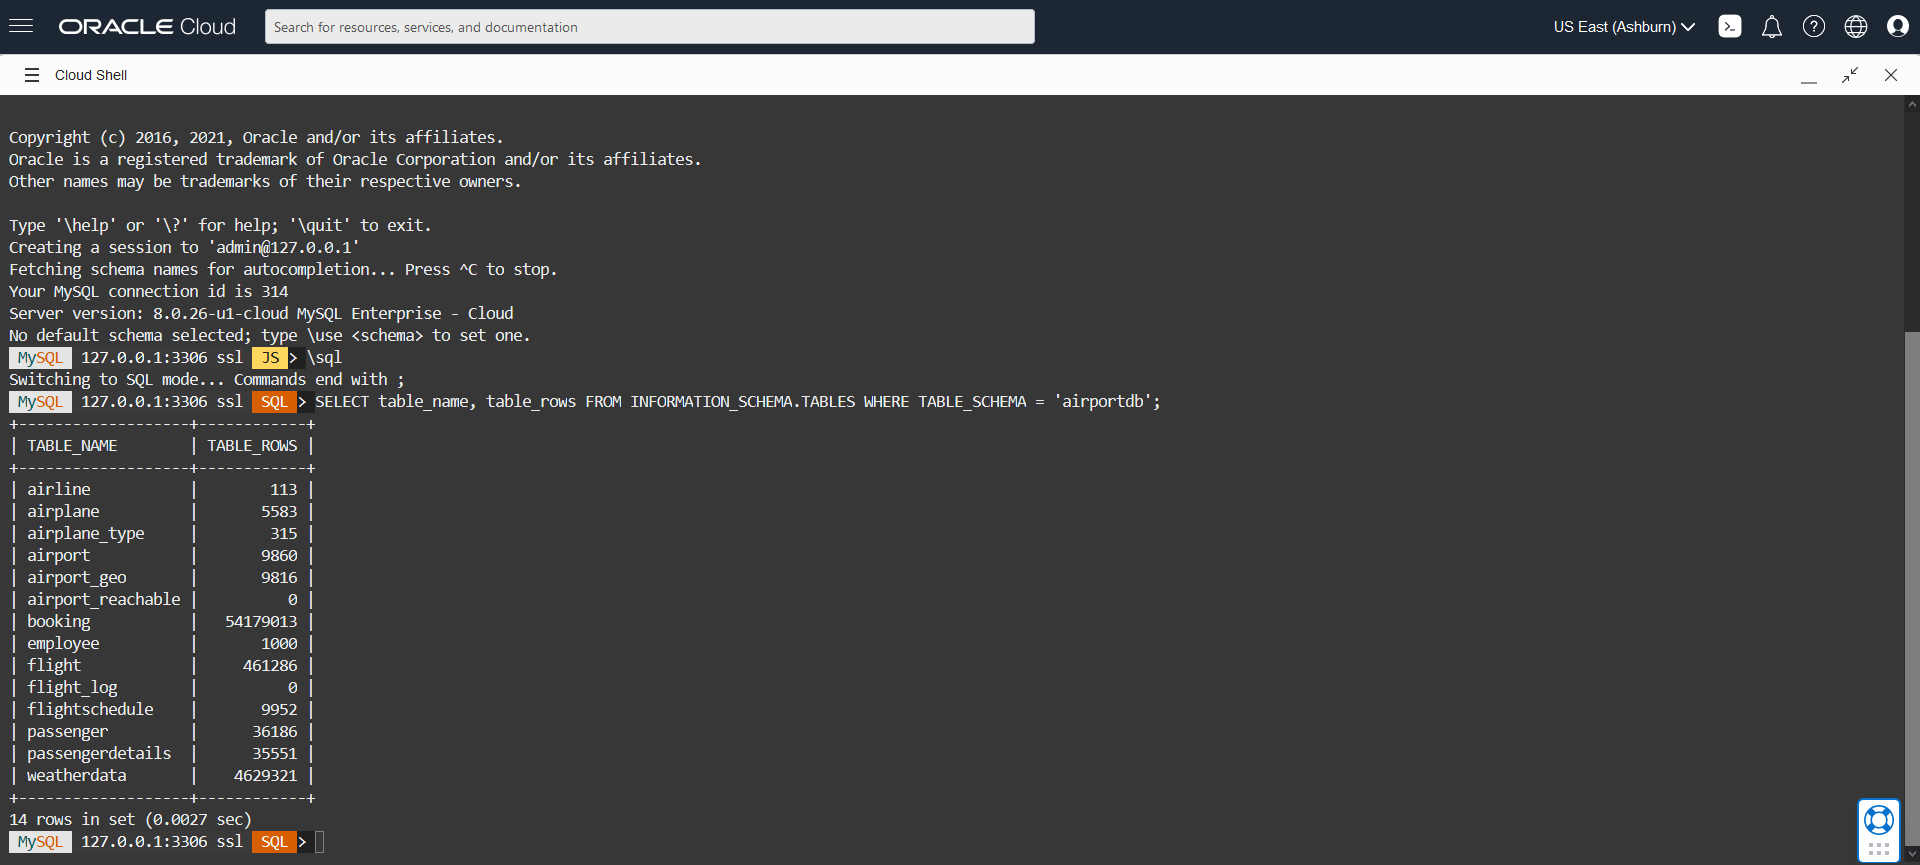 ORACLE Cloud
Search for resources, services, and documentation
US East (Ashburn)
Cloud Shell
Copyright (c) 2016, 2021, Oracle and/or its affiliates.
Oracle is a registered trademark of Oracle Corporation and/or its affiliates.
Other names may be trademarks of their respective owners.
Type '\help' or '\?' for help; '\quit' to exit.
Creating a session to 'admin@127.0.0.1'
Fetching schema names for autocompletion... Press ^C to stop.
Your MySQL connection id is 314
Server version: 8.0.26-u1-cloud MySQL Enterprise - Cloud
No default schema selected; type \use <schema> to set one.
MySQL 127.0.0.1:3306 ssl JS > \sql
Switching to SQL mode... Commands end with ;
MySQL 127.0.0.1:3306 ssl SQL > SELECT table_name, table_rows FROM INFORMATION_SCHEMA.TABLES WHERE TABLE_SCHEMA = 'airportdb';
+-------------------+------------+
| TABLE_NAME        | TABLE_ROWS |
+-------------------+------------+
| airline           |        113 |
| airplane          |       5583 |
| airplane_type     |        315 |
| airport           |       9860 |
| airport_geo       |       9816 |
| airport_reachable |          0 |
| booking           |   54179013 |
| employee          |       1000 |
| flight            |     461286 |
| flight_log        |          0 |
| flightschedule    |       9952 |
| passenger         |      36186 |
| passengerdetails  |      35551 |
| weatherdata       |    4629321 |
+-------------------+------------+
14 rows in set (0.0027 sec)
MySQL 127.0.0.1:3306 ssl SQL >